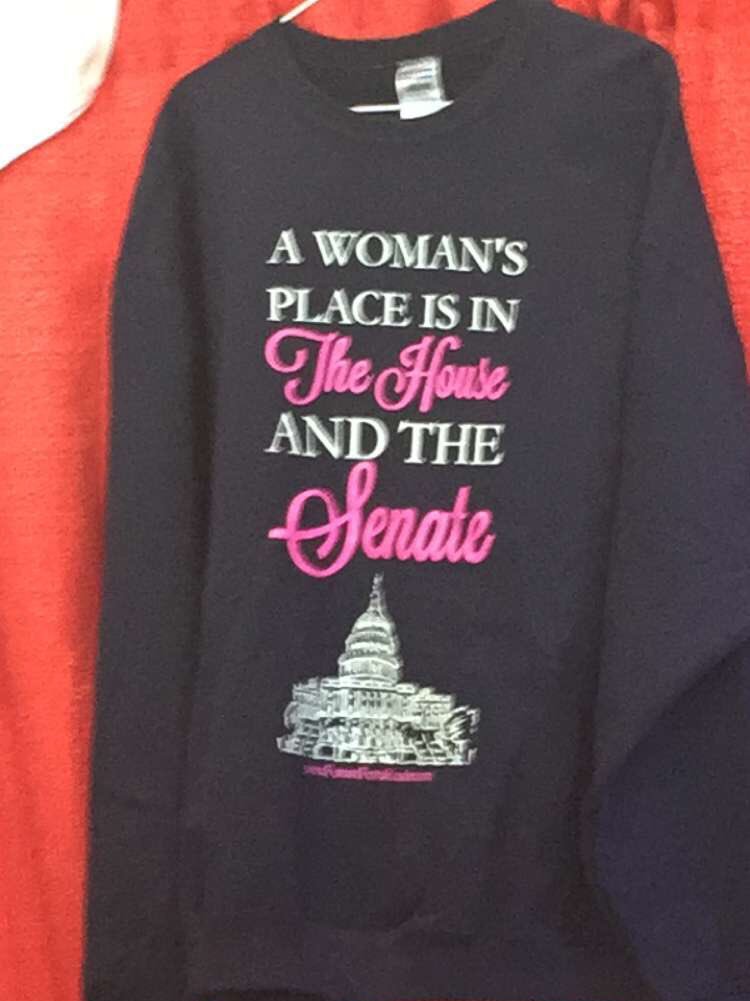 A WOMAN'S
PLACE IS IN
The House
AND THE
Senate